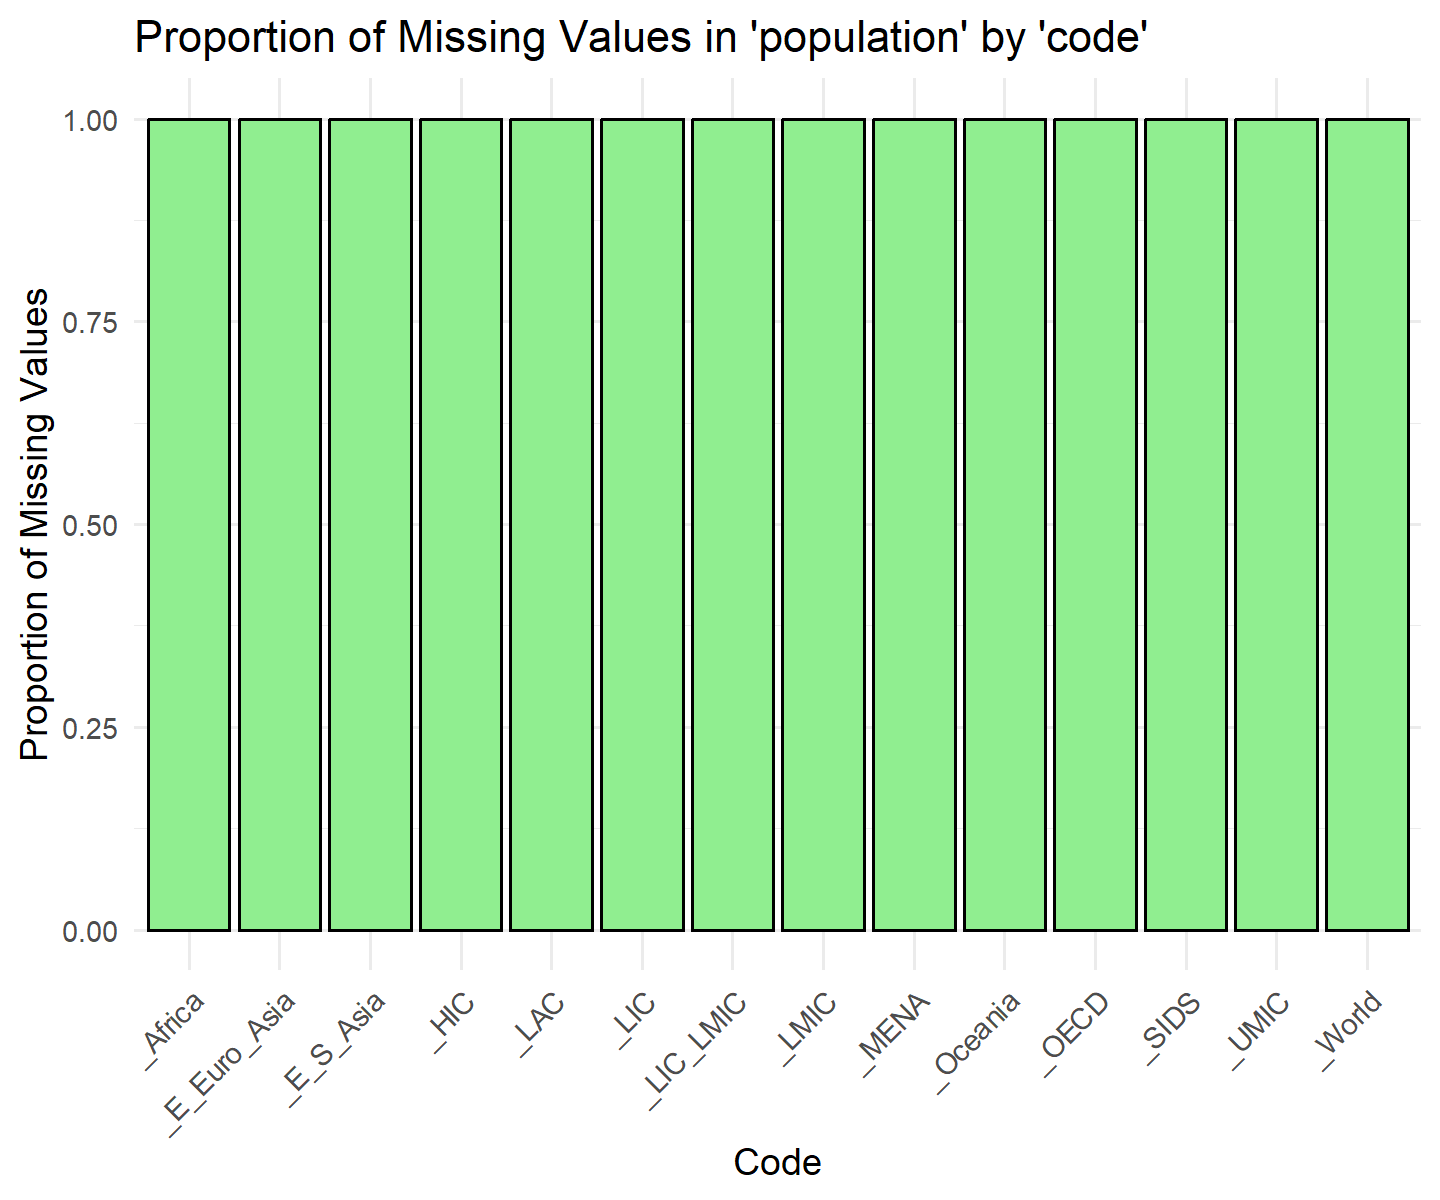 Proportion of Missing Values in 'population' by 'code'
Proportion of Missing Values
1.00
0.75
0.50
0.25
0.00
_Africa
_E_Euro_Asia
_E_S_Asia
_HIC
_LAC
_LIC
_LIC_LMIC
_LMIC
_MENA
_Oceania
_OECD
_SIDS
_UMIC
_World
Code